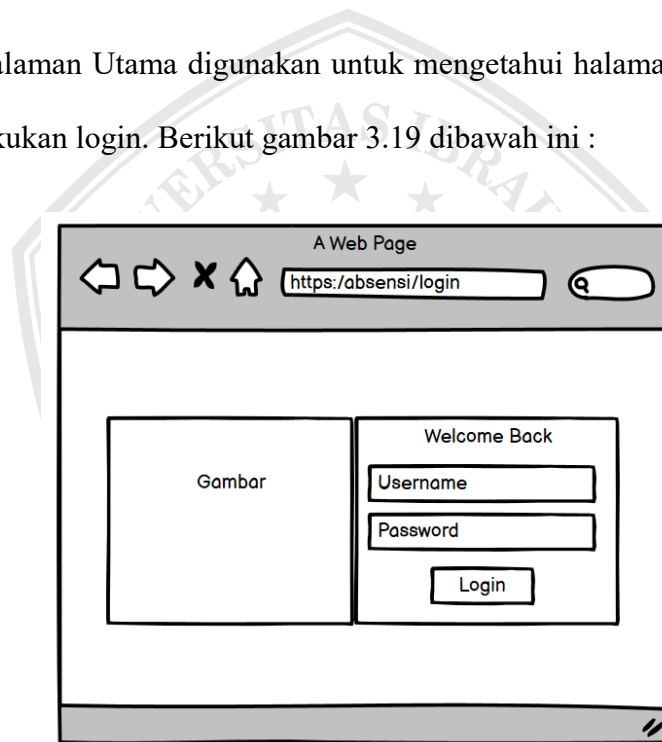 alaman Utama digunakan untuk mengetahui halama
kukan login. Berikut gambar 3.19 dibawah ini :
A Web Page
https:/absensi/login
Gambar
Welcome Back
Username
Password
Login